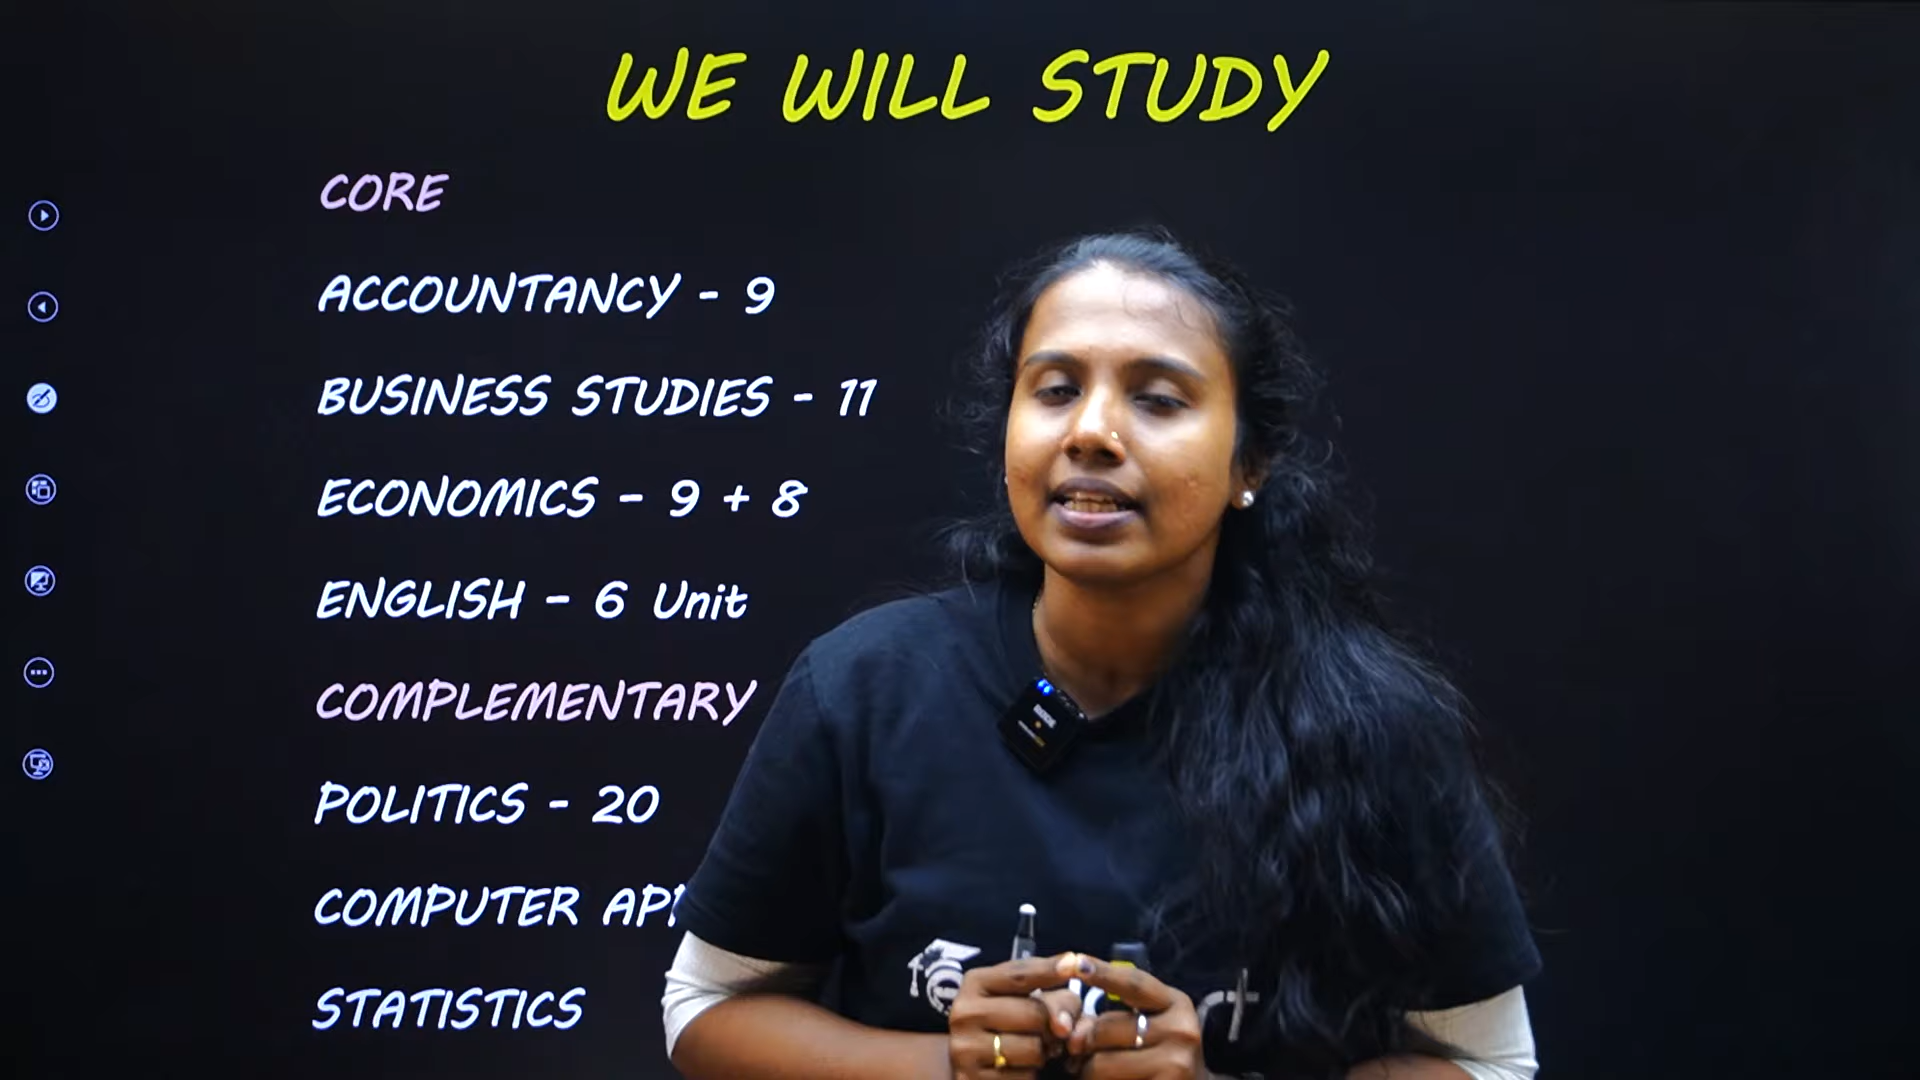 WE WILL STUDY
CORE
ACCOUNTANCY - 9
BUSINESS STUDIES - 11
ECONOMICS - 9 + 8
ENGLISH - 6 Unit
COMPLEMENTARY
POLITICS - 20
COMPUTER
STATISTICS